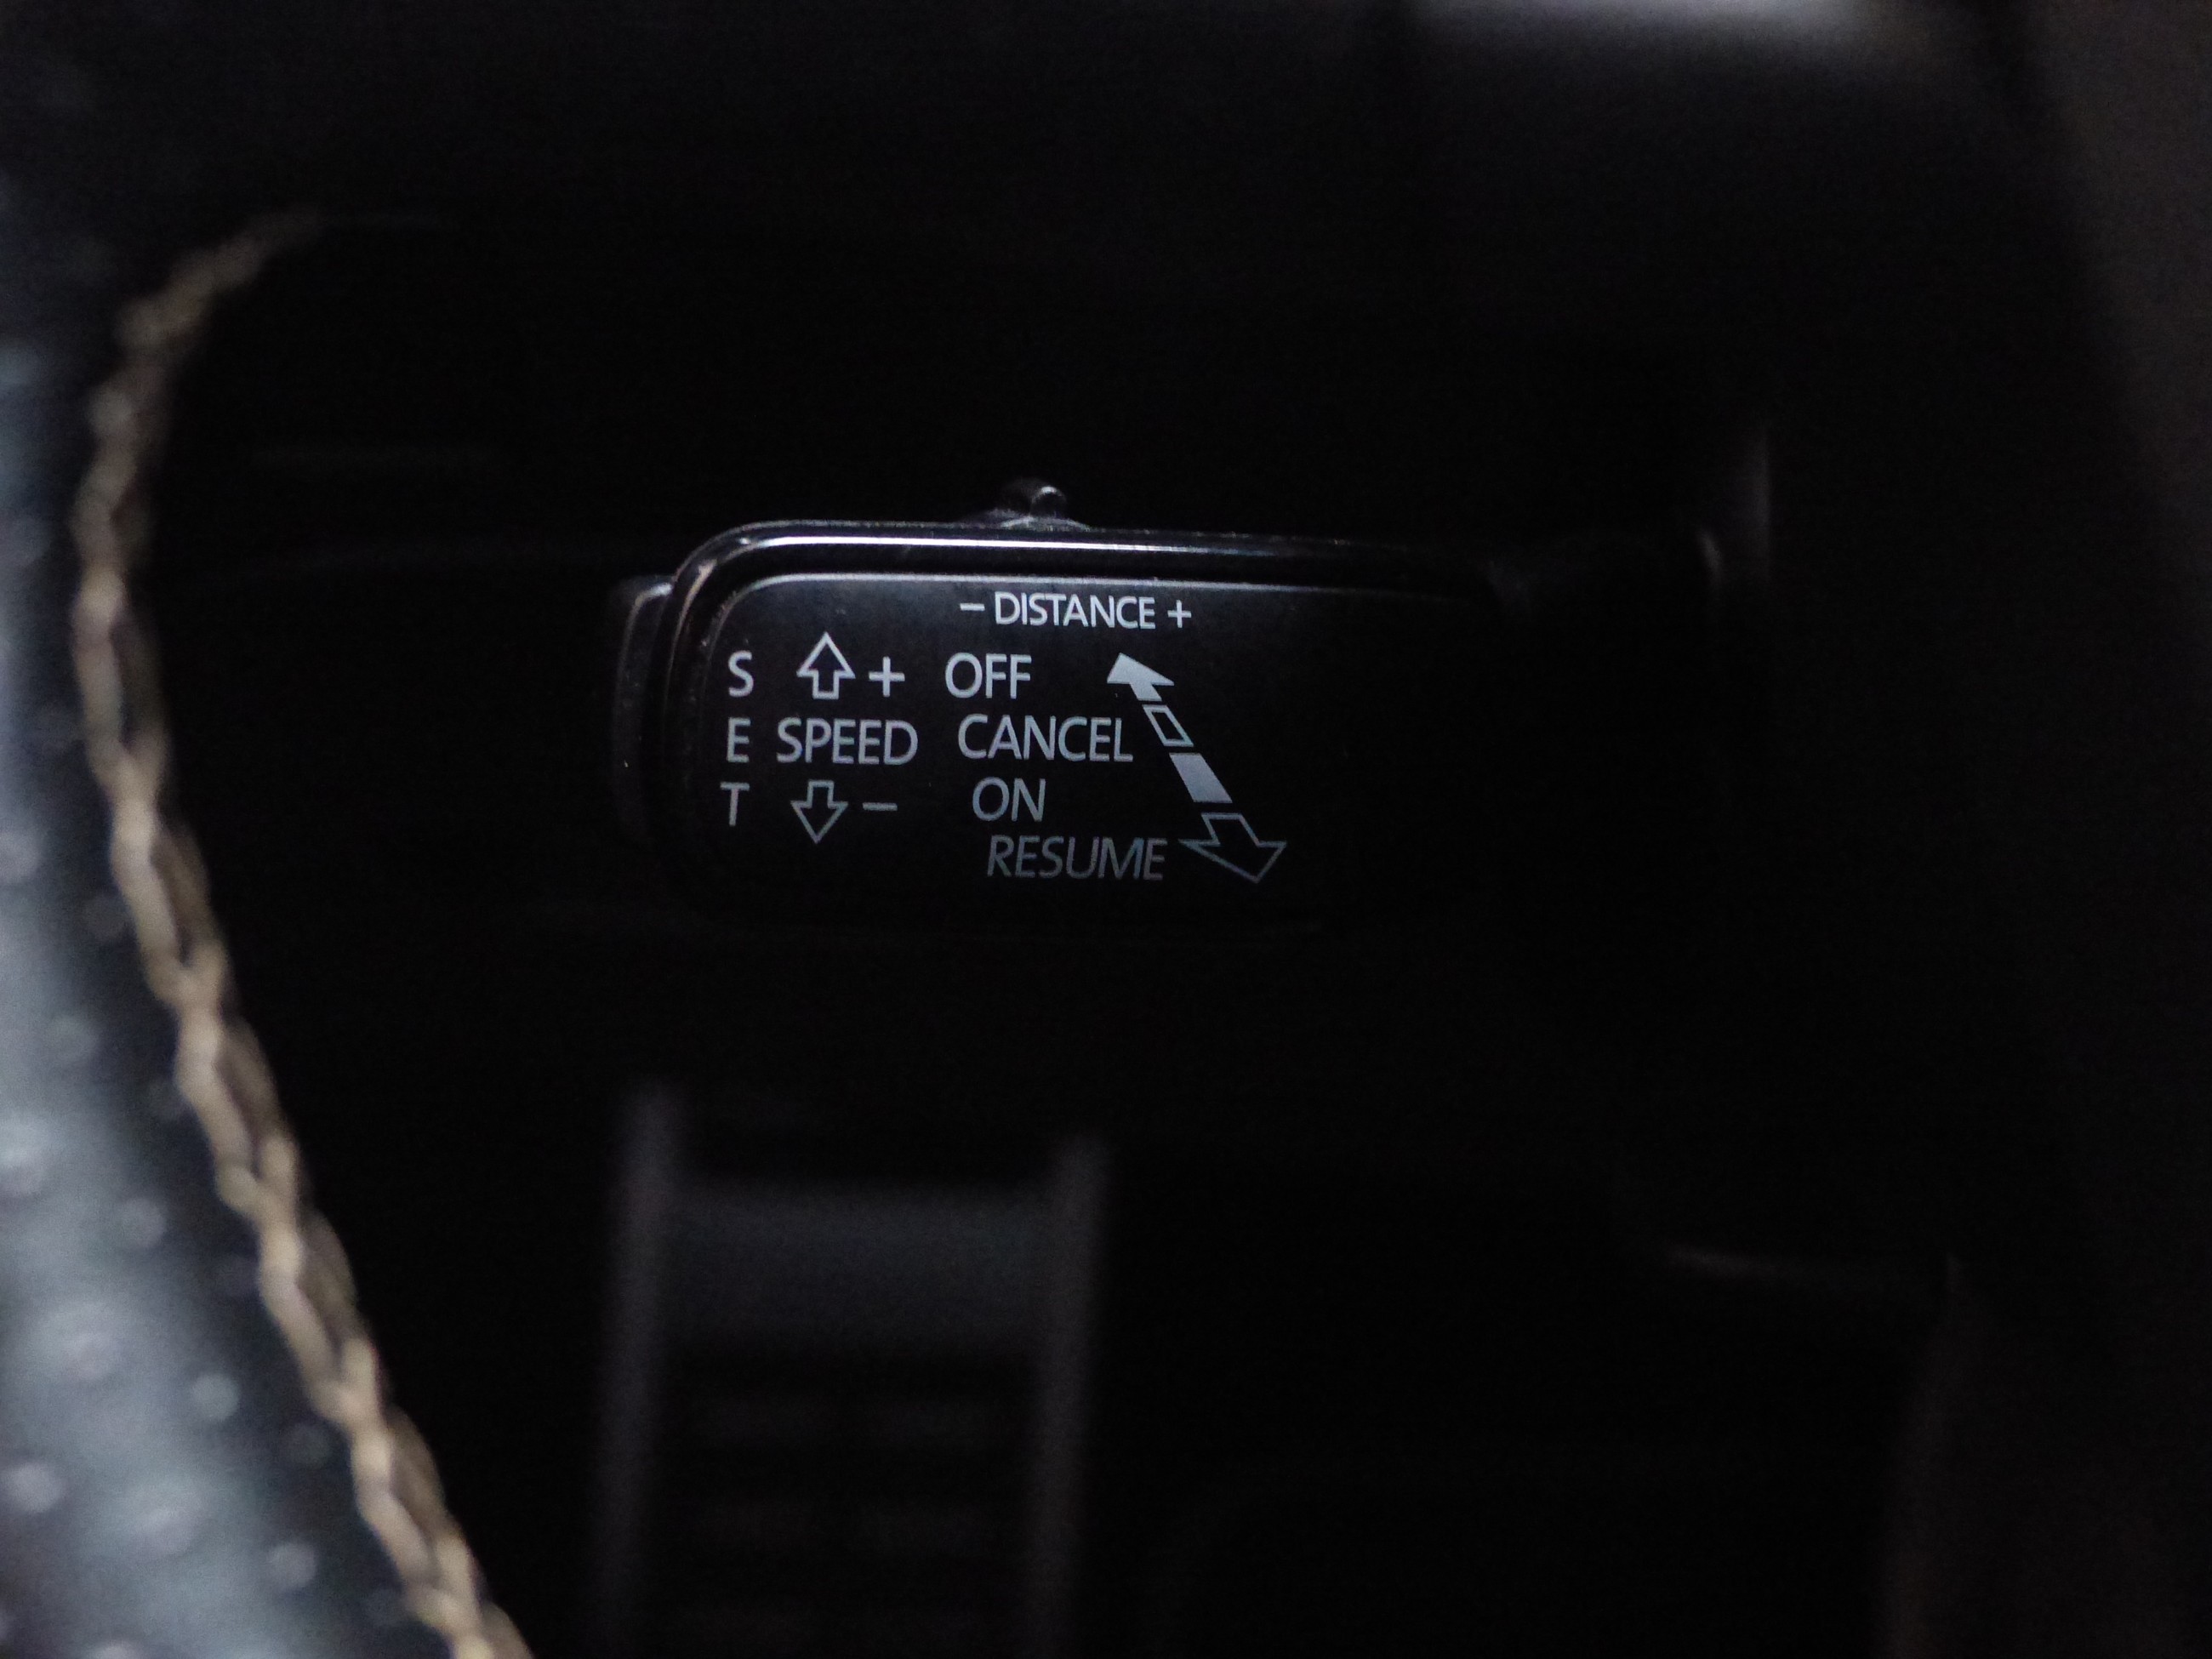 − DISTANCE +
S + OFF
E SPEED CANCEL
T − ON
RESUME